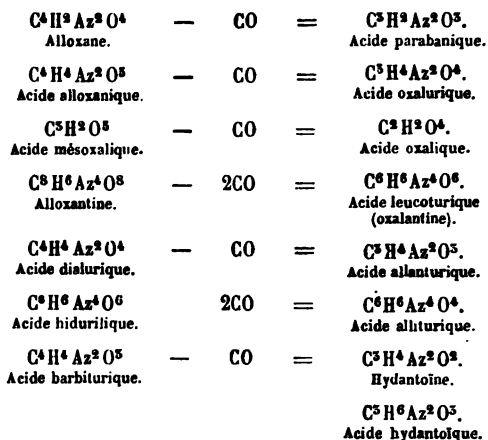 C⁴H²Az²O⁴ — CO = C³H²Az²O³.
Alloxane. Acide parabanique.
C⁴H⁴Az²O⁵ — CO = C³H⁴Az²O⁴.
Acide alloxanique. Acide oxalurique.
C³H²O⁵ — CO = C²H²O⁴.
Acide mésoxalique. Acide oxalique.
C⁸H⁶Az⁴O⁸ — 2CO = C⁶H⁶Az⁴O⁶.
Alloxantine. Acide leucoturique
(oxalantine).
C⁴H⁴Az²O⁴ — CO = C³H⁴Az²O³.
Acide dialurique. Acide allanturique.
C⁸H⁶Az⁴O⁶ 2CO = C⁶H⁶Az⁴O⁴.
Acide hidurilique. Acide alliturique.
C⁴H⁴Az²O³ — CO = C³H⁴Az²O².
Acide barbiturique. Hydantoïne.
C³H⁶Az²O³.
Acide hydantoïque.